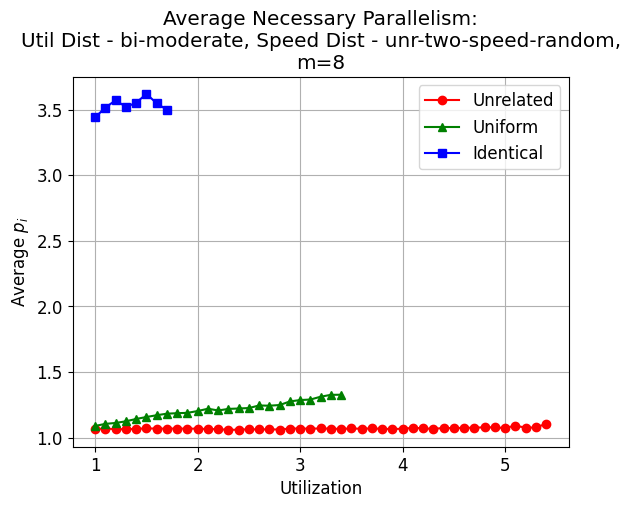 Average Necessary Parallelism:
Util Dist - bi-moderate, Speed Dist - unr-two-speed-random,
m=8
Unrelated
Uniform
Identical
3.5
3.0
2.5
2.0
1.5
1.0
Average p_i
1 2 3 4 5
Utilization